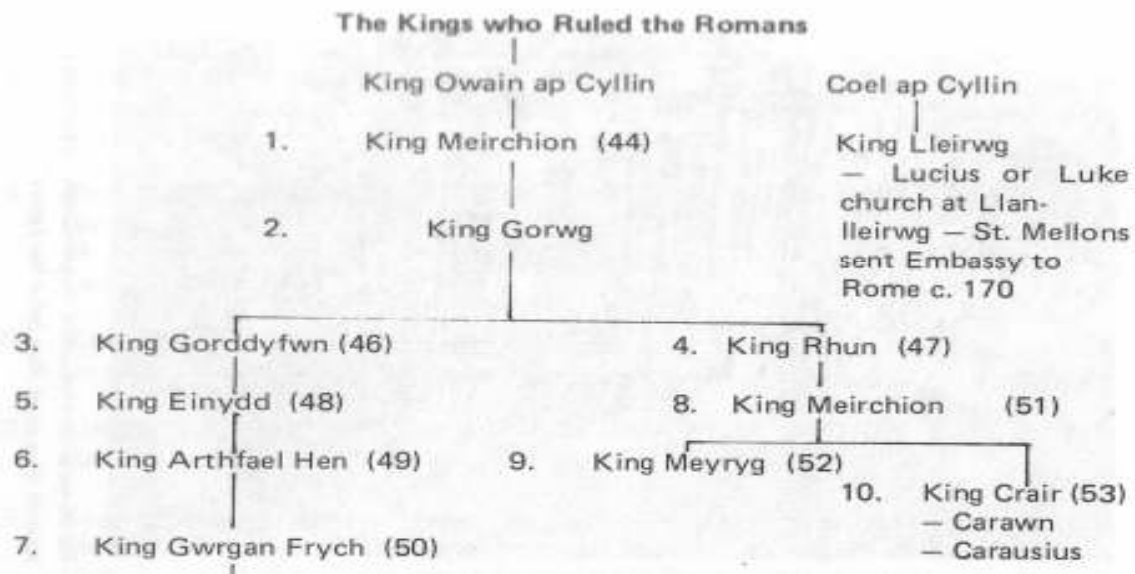 The Kings who Ruled the Romans
King Owain ap Cyllin
Coel ap Cyllin
1. King Meirchion (44)
King Lleirwg
— Lucius or Luke
church at Llan-
lleirwg — St. Mellons
sent Embassy to
Rome c. 170
2. King Gorwg
3. King Gorddyfwn (46)
4. King Rhun (47)
5. King Einydd (48)
8. King Meirchion (51)
6. King Arthfael Hen (49)
9. King Meyryg (52)
10. King Crair (53)
— Carawn
— Carausius
7. King Gwrgan Frych (50)